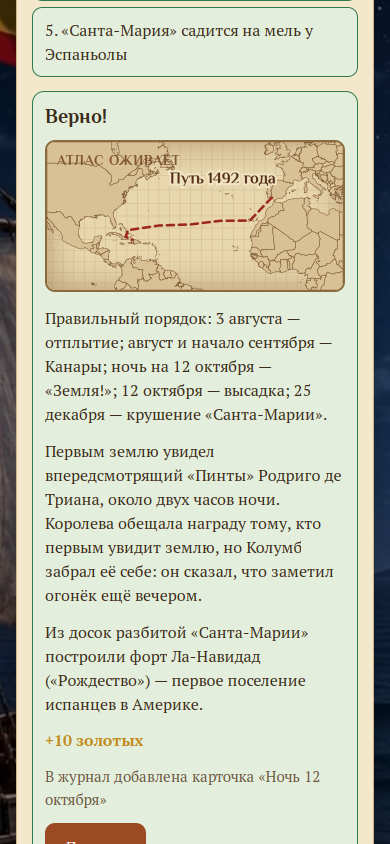 5. «Санта-Мария» садится на мель у
Эспаньолы
Верно!
АТЛАС ОЖИВАЕТ
Путь 1492 года
Правильный порядок: 3 августа —
отплытие; август и начало сентября —
Канары; ночь на 12 октября —
«Земля!»; 12 октября — высадка; 25
декабря — крушение «Санта-Марии».
Первым землю увидел
вперёдсмотрящий «Пинты» Родриго де
Триана, около двух часов ночи.
Королева обещала награду тому, кто
первым увидит землю, но Колумб
забрал её себе: он сказал, что заметил
огонёк ещё вечером.
Из досок разбитой «Санта-Марии»
построили форт Ла-Навидад
(«Рождество») — первое поселение
испанцев в Америке.
+10 золотых
В журнал добавлена карточка «Ночь 12
октября»